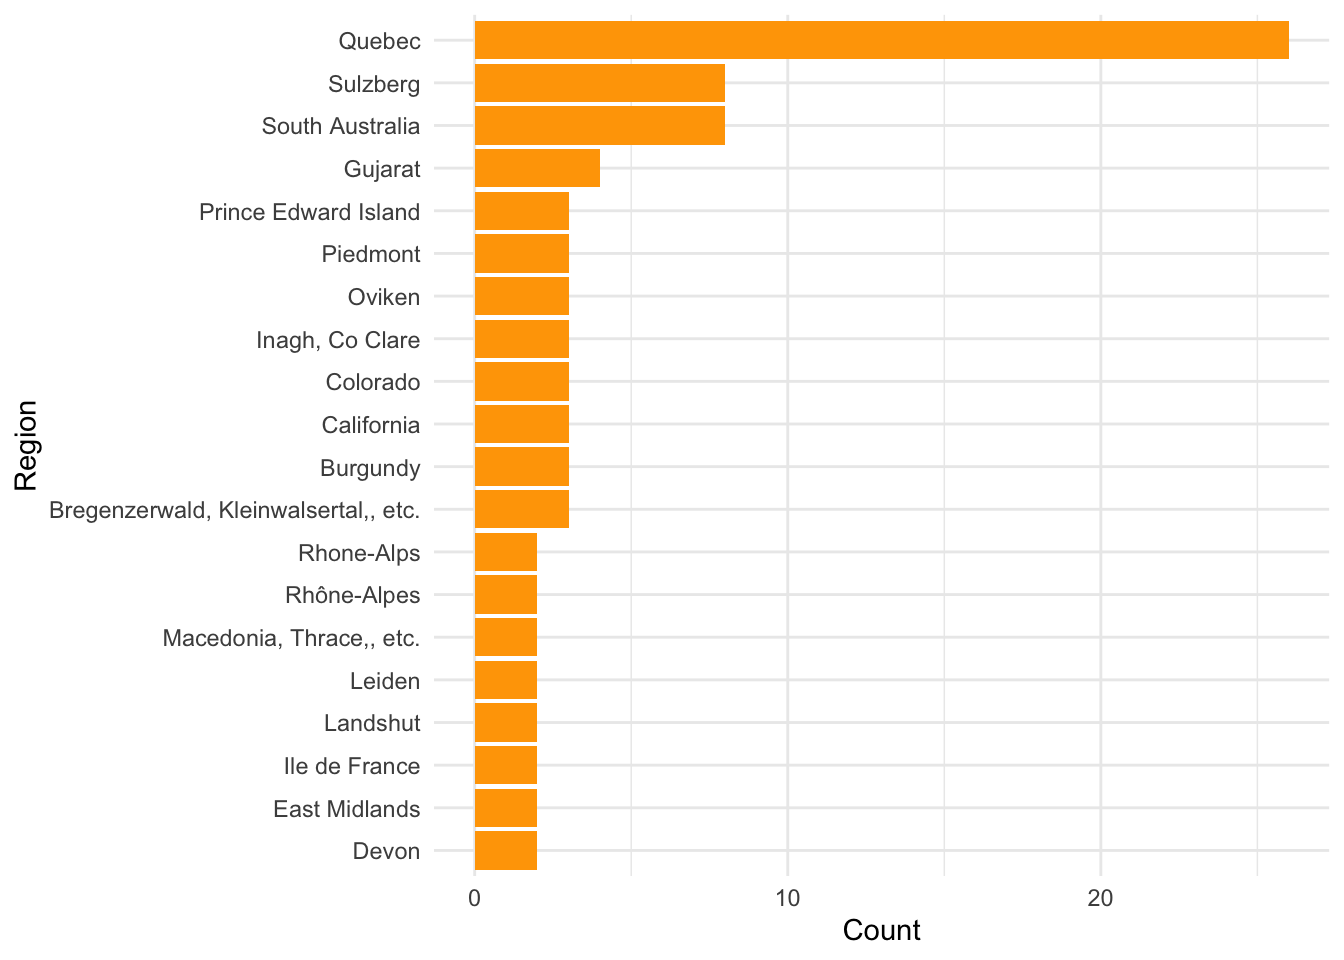 Quebec
Sulzberg
South Australia
Gujarat
Prince Edward Island
Piedmont
Oviken
Inagh, Co Clare
Colorado
California
Burgundy
Bregenzerwald, Kleinwalsertal,, etc.
Rhone-Alps
Rhône-Alpes
Macedonia, Thrace,, etc.
Leiden
Landshut
Ile de France
East Midlands
Devon
Region
0 10 20
Count